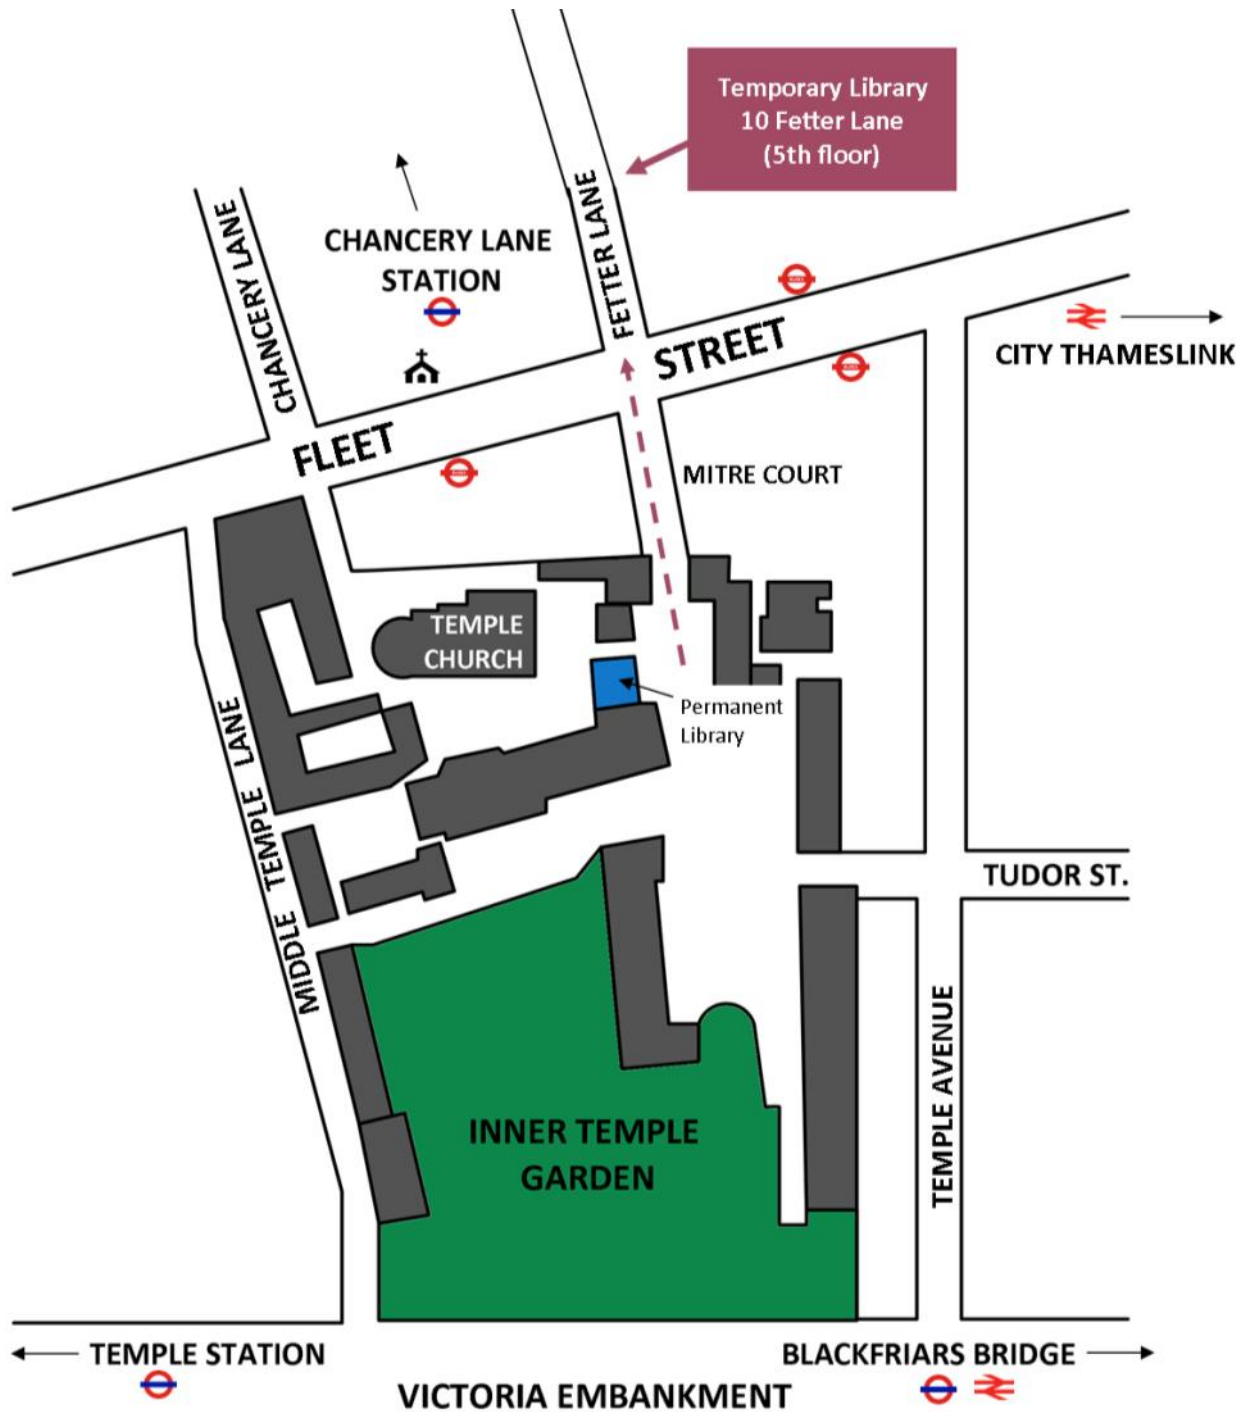 Temporary Library
10 Fetter Lane
(5th floor)
FETTER LANE
CHANCERY LANE
CHANCERY LANE
STATION
FLEET
STREET
CITY THAMESLINK
MITRE COURT
TEMPLE
CHURCH
Permanent
Library
MIDDLE TEMPLE LANE
TUDOR ST.
TEMPLE AVENUE
INNER TEMPLE
GARDEN
TEMPLE STATION
BLACKFRIARS BRIDGE
VICTORIA EMBANKMENT